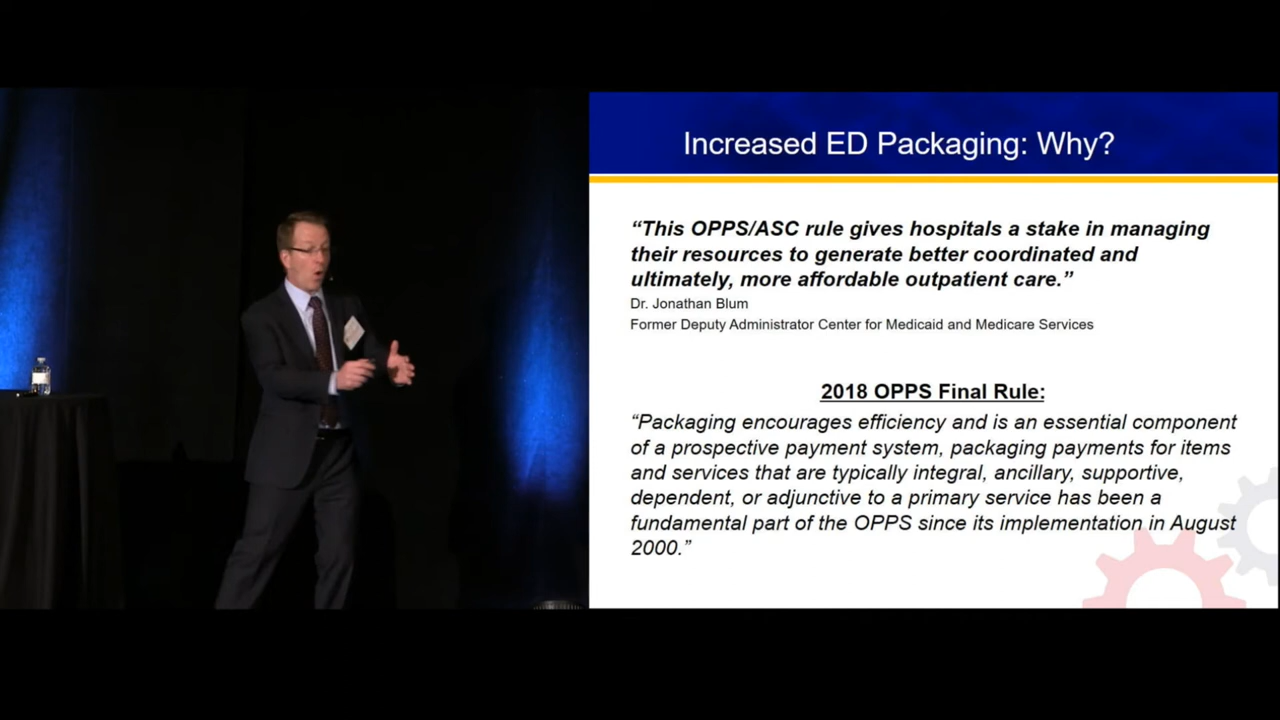 Increased ED Packaging: Why?
“This OPPS/ASC rule gives hospitals a stake in managing
their resources to generate better coordinated and
ultimately, more affordable outpatient care.”
Dr. Jonathan Blum
Former Deputy Administrator Center for Medicaid and Medicare Services
2018 OPPS Final Rule:
“Packaging encourages efficiency and is an essential component
of a prospective payment system, packaging payments for items
and services that are typically integral, ancillary, supportive,
dependent, or adjunctive to a primary service has been a
fundamental part of the OPPS since its implementation in August
2000.”